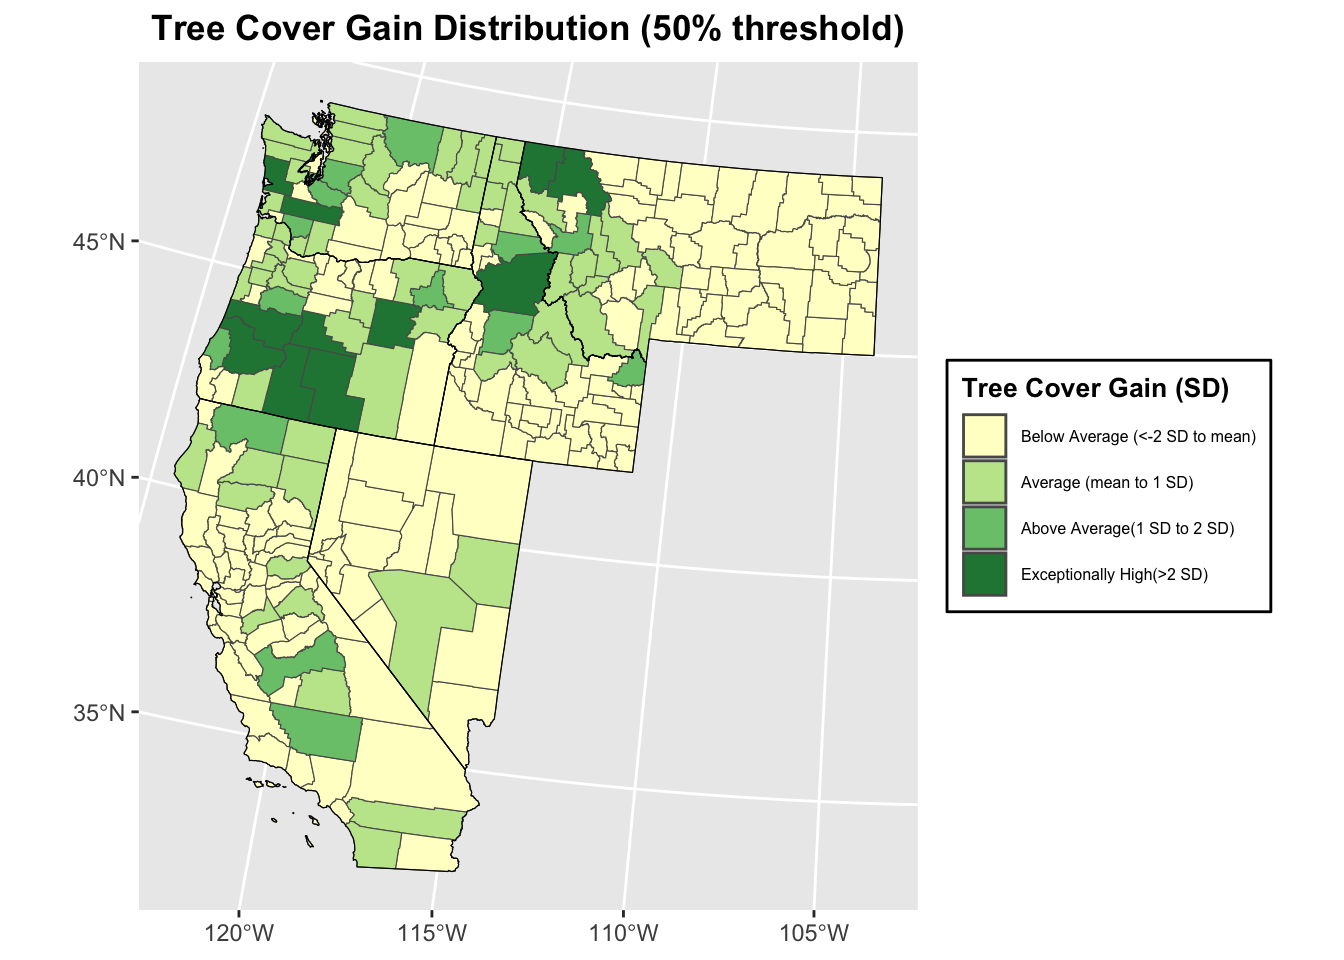 Tree Cover Gain Distribution (50% threshold)
45°N
40°N
35°N
120°W
115°W
110°W
105°W
Tree Cover Gain (SD)
Below Average (<-2 SD to mean)
Average (mean to 1 SD)
Above Average(1 SD to 2 SD)
Exceptionally High(>2 SD)